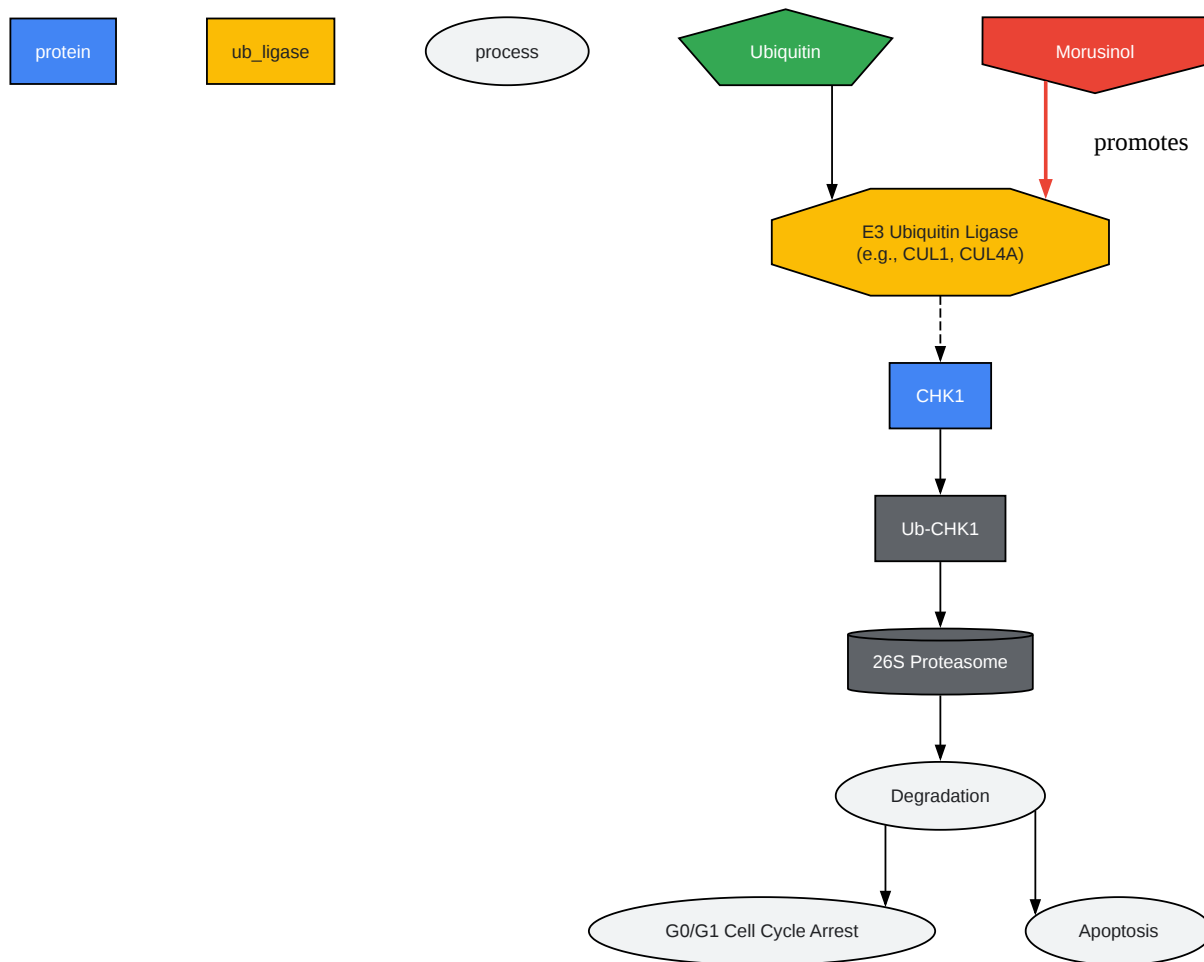 protein
ub_ligase
process
Ubiquitin
Morusinol
promotes
E3 Ubiquitin Ligase
(e.g., CUL1, CUL4A)
CHK1
Ub-CHK1
26S Proteasome
Degradation
G0/G1 Cell Cycle Arrest
Apoptosis